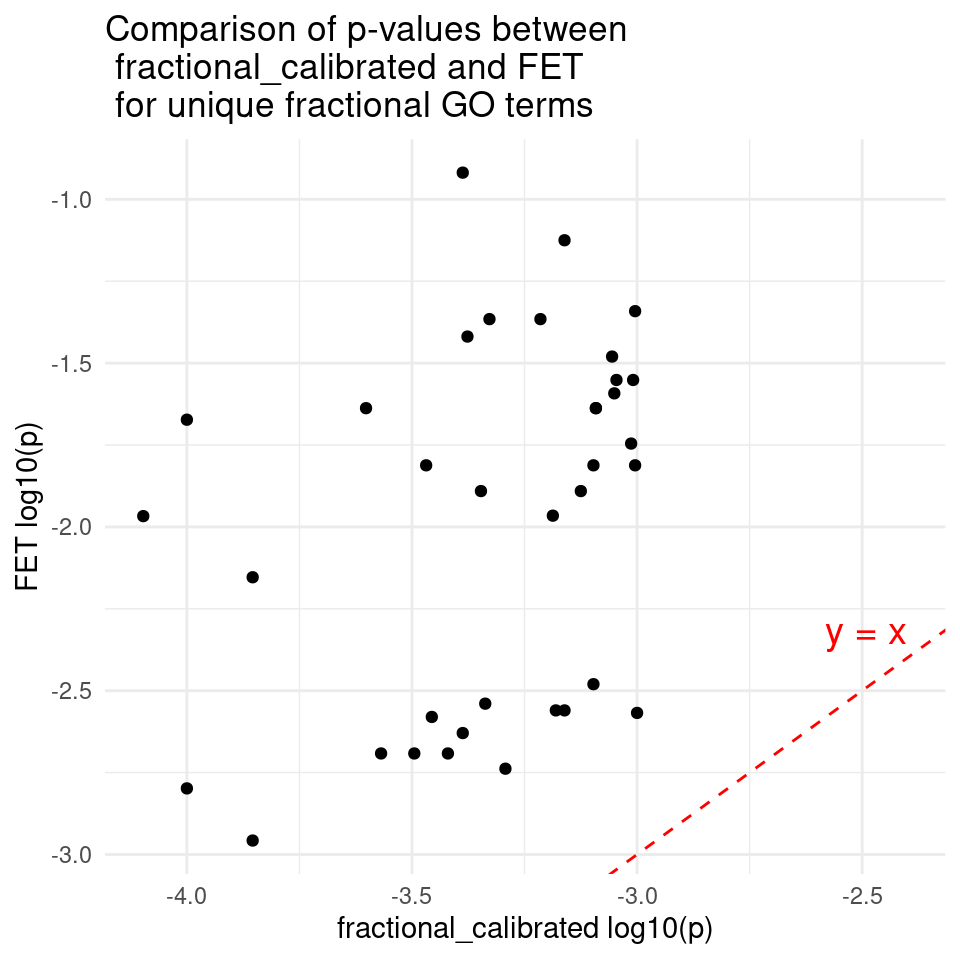 Comparison of p-values between
fractional_calibrated and FET
for unique fractional GO terms
-1.0
-1.5
-2.0
-2.5
-3.0
FET log10(p)
y = x
-4.0
-3.5
-3.0
-2.5
fractional_calibrated log10(p)